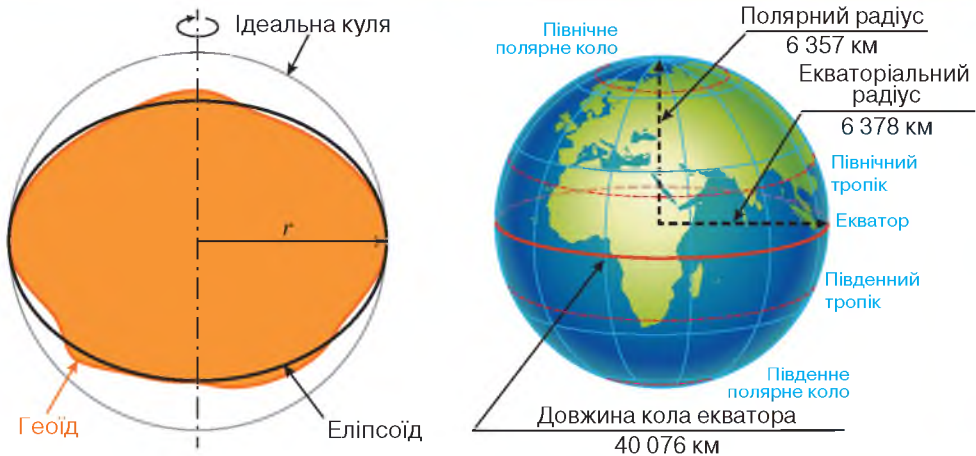 Ідеальна куля
r
Геоїд
Еліпсоїд
Північне
полярне коло
Полярний радіус
6 357 км
Екваторіальний
радіус
6 378 км
Північний
тропік
Екватор
Південний
тропік
Південне
полярне коло
Довжина кола екватора
40 076 км